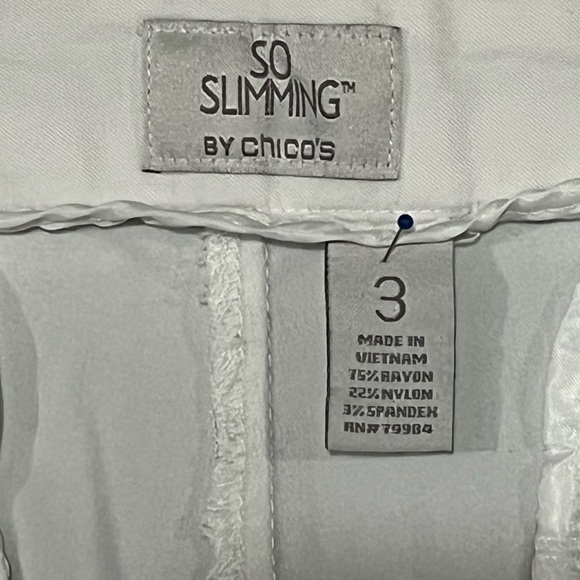 SO
SLIMMING™
BY CHICO'S
3
MADE IN
VIETNAM
75% RAYON
22% NYLON
3% SPANDEX
RN# 79984